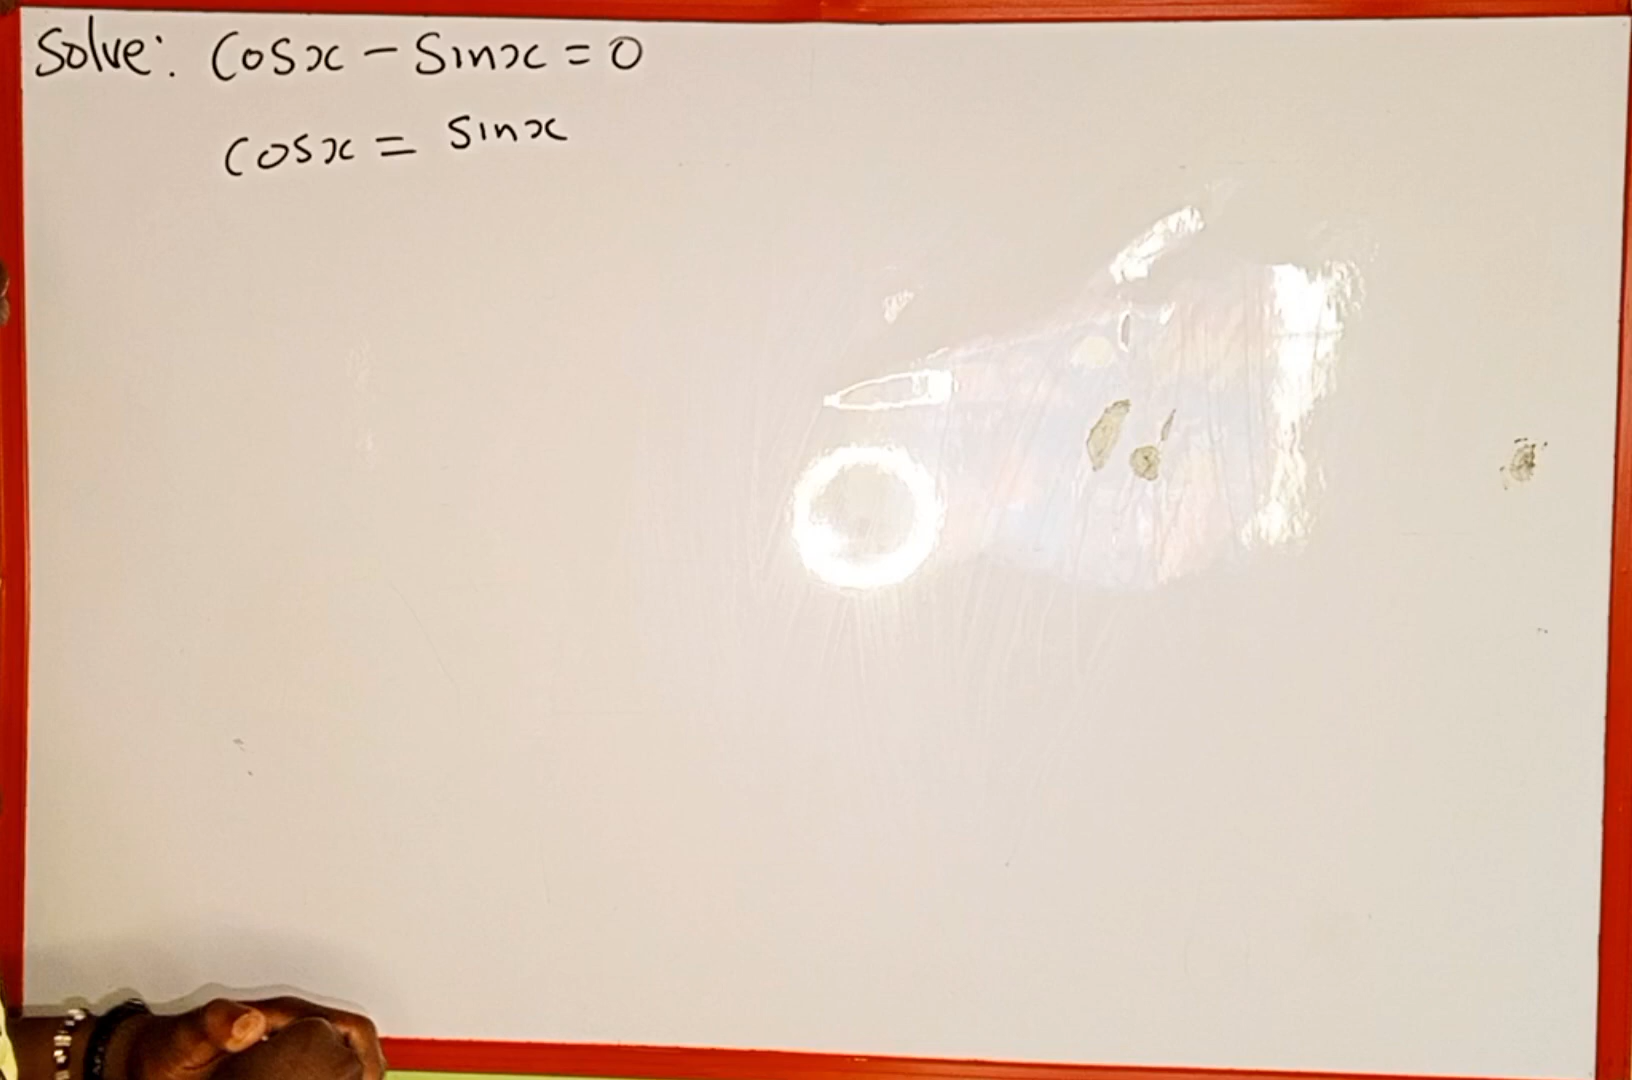 Solve: Cosx - Sinx = 0
cosx = sinx